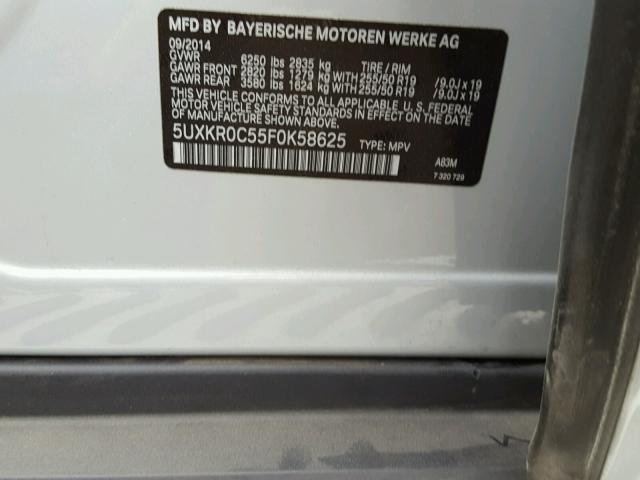 MFD BY BAYERISCHE MOTOREN WERKE AG
09/2014
GVWR 6250 lbs 2835 kg TIRE / RIM
GAWR FRONT 2820 lbs 1279 kg WITH 255/50 R19 /9.0J x 19
GAWR REAR 3580 lbs 1624 kg WITH 255/50 R19 /9.0J x 19
THIS VEHICLE CONFORMS TO ALL APPLICABLE U.S. FEDERAL
MOTOR VEHICLE SAFETY STANDARDS IN EFFECT ON THE DATE
OF MANUFACTURE SHOWN ABOVE.
5UXKR0C55F0K58625 TYPE: MPV
A83M
7 320 729